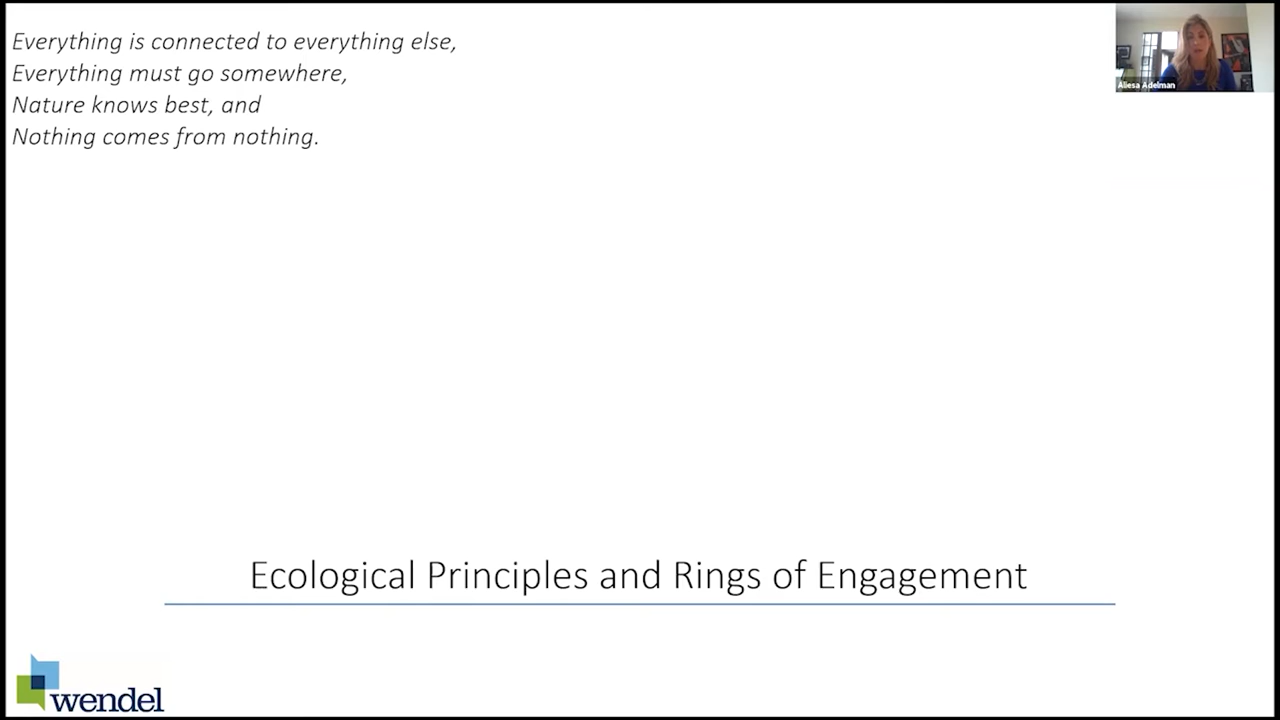 Everything is connected to everything else,
Everything must go somewhere,
Nature knows best, and
Nothing comes from nothing.
Aliesa Adelman
Ecological Principles and Rings of Engagement
wendel